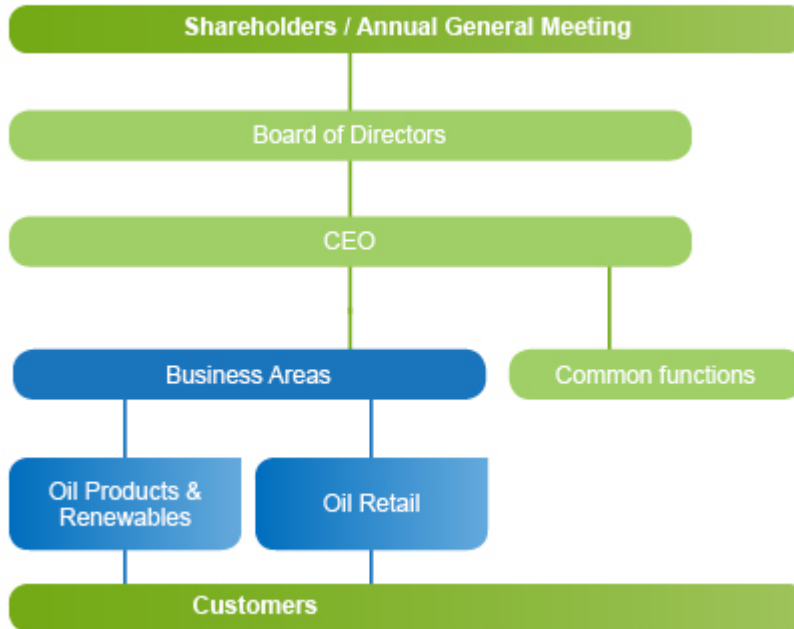 Shareholders / Annual General Meeting
Board of Directors
CEO
Business Areas
Common functions
Oil Products &
Renewables
Oil Retail
Customers